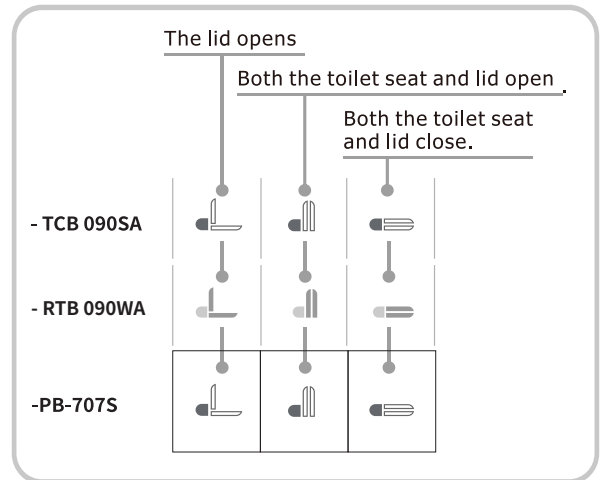 The lid opens
Both the toilet seat and lid open .
Both the toilet seat
and lid close.
- TCB 090SA
- RTB 090WA
-PB-707S